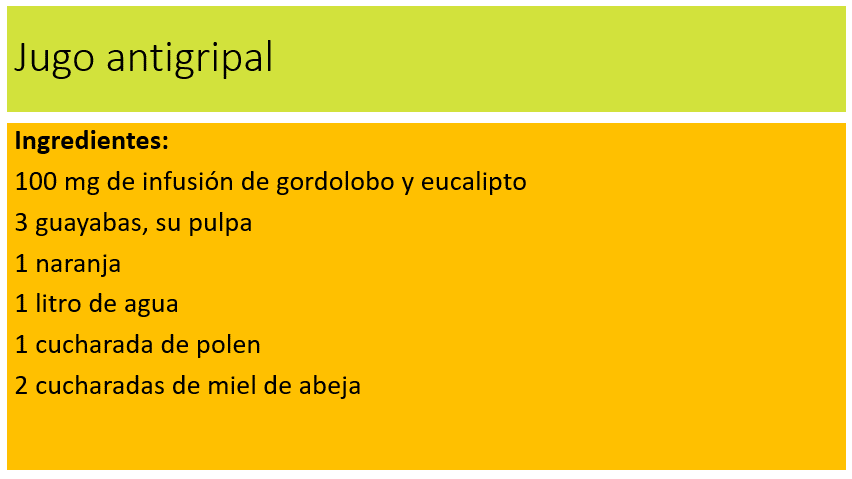 Jugo antigripal
Ingredientes:
100 mg de infusión de gordolobo y eucalipto
3 guayabas, su pulpa
1 naranja
1 litro de agua
1 cucharada de polen
2 cucharadas de miel de abeja